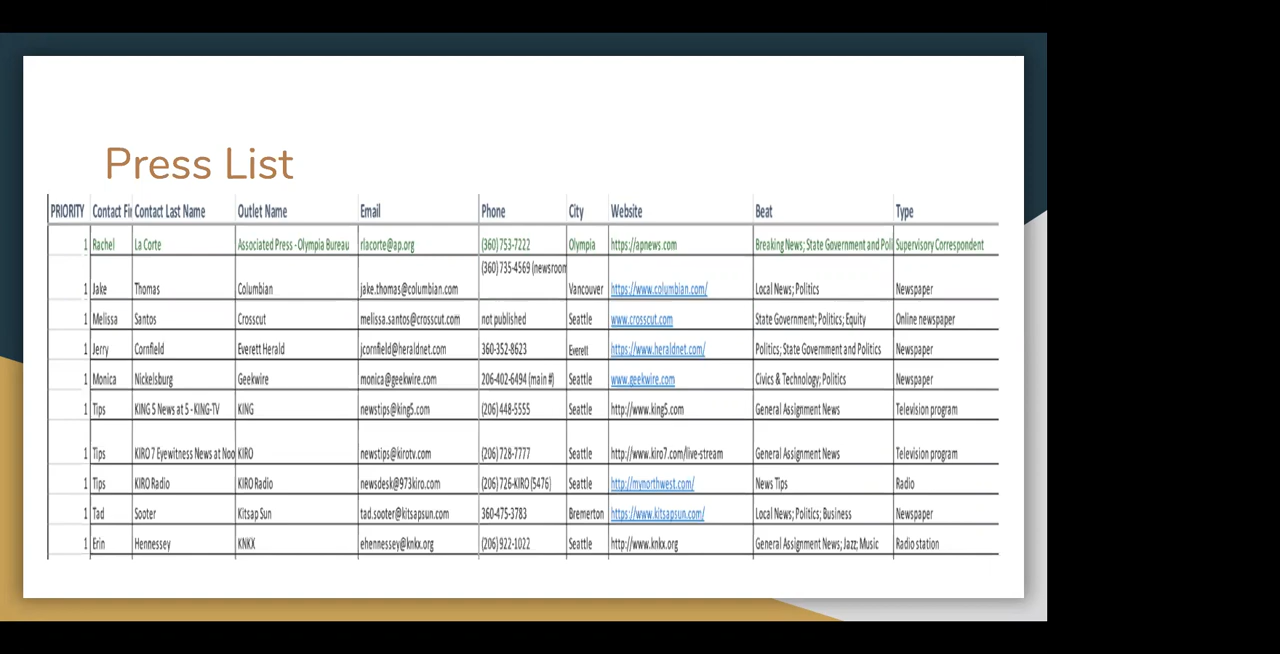 Press List
PRIORITY Contact Fir Contact Last Name Outlet Name Email Phone City Website Beat Type
1 Rachel La Corte Associated Press - Olympia Bureau rlacorte@ap.org (360) 753-7222 Olympia https://apnews.com Breaking News; State Government and Poli Supervisory Correspondent
1 Jake Thomas Columbian jake.thomas@columbian.com (360) 735-4569 (newsroom Vancouver https://www.columbian.com/ Local News; Politics Newspaper
1 Melissa Santos Crosscut melissa.santos@crosscut.com not published Seattle www.crosscut.com State Government; Politics; Equity Online newspaper
1 Jerry Cornfield Everett Herald jcornfield@heraldnet.com 360-352-8623 Everett https://www.heraldnet.com/ Politics; State Government and Politics Newspaper
1 Monica Nickelsburg Geekwire monica@geekwire.com 206-402-6494 (main #) Seattle www.geekwire.com Civics & Technology; Politics Newspaper
1 Tips KING 5 News at 5 - KING-TV KING newstips@king5.com (206) 448-5555 Seattle http://www.king5.com General Assignment News Television program
1 Tips KIRO 7 Eyewitness News at Noo KIRO newstips@kirotv.com (206) 728-7777 Seattle http://www.kiro7.com/live-stream General Assignment News Television program
1 Tips KIRO Radio KIRO Radio newsdesk@973kiro.com (206) 726-KIRO (5476) Seattle http://mynorthwest.com/ News Tips Radio
1 Tad Sooter Kitsap Sun tad.sooter@kitsapsun.com 360-475-3783 Bremerton https://www.kitsapsun.com/ Local News; Politics; Business Newspaper
1 Erin Hennessey KNKX ehennessey@knkx.org (206) 922-1022 Seattle http://www.knkx.org General Assignment News; Jazz; Music Radio station